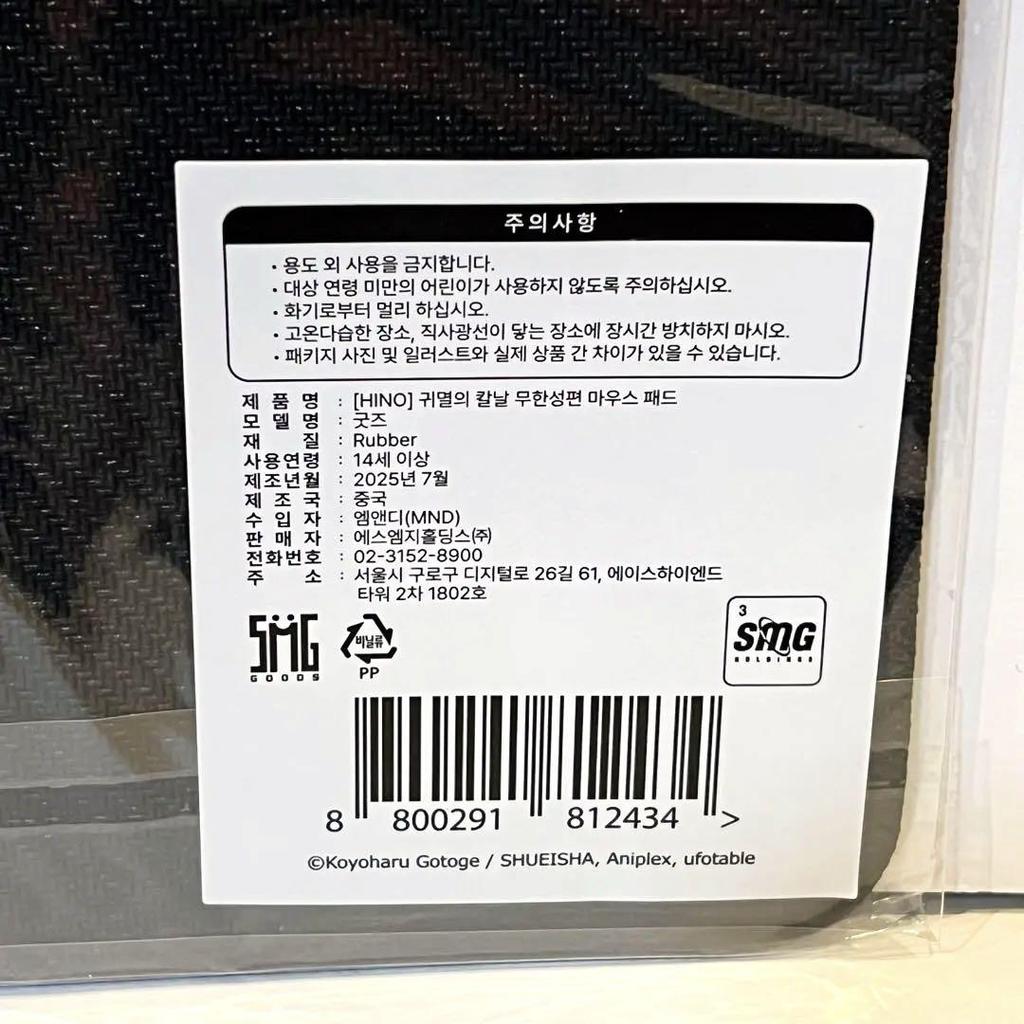 주의사항
• 용도 외 사용을 금지합니다.
• 대상 연령 미만의 어린이가 사용하지 않도록 주의하십시오.
• 화기로부터 멀리 하십시오.
• 고온다습한 장소, 직사광선이 닿는 장소에 장시간 방치하지 마시오.
• 패키지 사진 및 일러스트와 실제 상품 간 차이가 있을 수 있습니다.
제 품 명 : [HINO] 귀멸의 칼날 무한성편 마우스 패드
모 델 명 : 굿즈
재 질 : Rubber
사용연령 : 14세 이상
제조년월 : 2025년 7월
제 조 국 : 중국
수 입 자 : 엠앤디(MND)
판 매 자 : 에스엠지홀딩스㈜
전화번호 : 02-3152-8900
주 소 : 서울시 구로구 디지털로 26길 61, 에이스하이엔드
타워 2차 1802호
SMG
GOODS
비닐류
PP
3
SMG
HOLDINGS
8 800291 812434 >
©Koyoharu Gotoge / SHUEISHA, Aniplex, ufotable